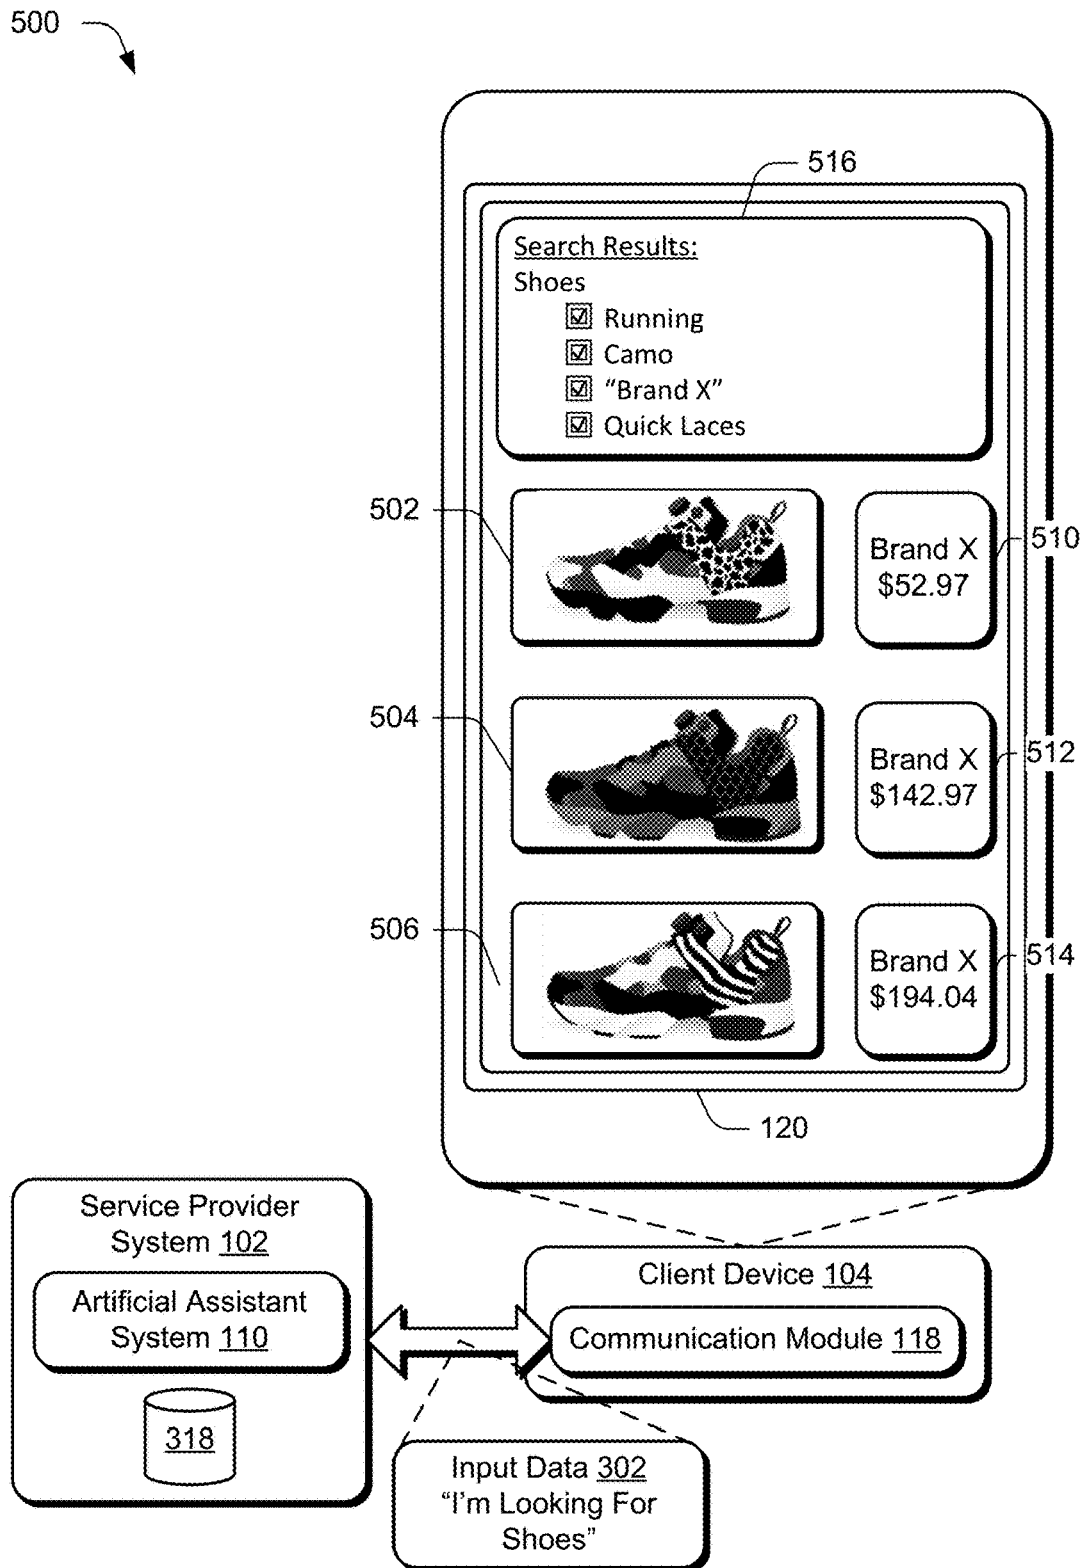 500
516
Search Results:
Shoes
Running
Camo
“Brand X”
Quick Laces
502
Brand X
$52.97
510
504
Brand X
$142.97
512
506
Brand X
$194.04
514
120
Service Provider
System 102
Artificial Assistant
System 110
318
Client Device 104
Communication Module 118
Input Data 302
“I’m Looking For
Shoes”